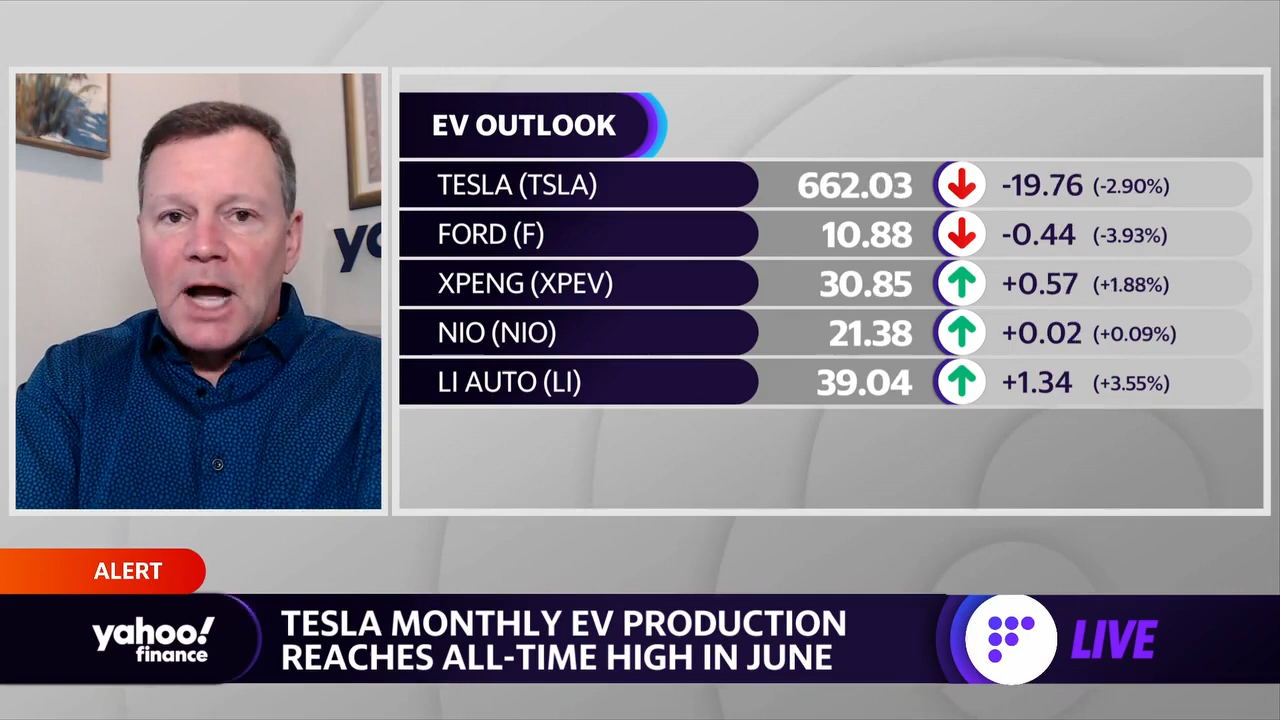 EV OUTLOOK
TESLA (TSLA) 662.03 -19.76 (-2.90%)
FORD (F) 10.88 -0.44 (-3.93%)
XPENG (XPEV) 30.85 +0.57 (+1.88%)
NIO (NIO) 21.38 +0.02 (+0.09%)
LI AUTO (LI) 39.04 +1.34 (+3.55%)
ALERT
yahoo!
finance
TESLA MONTHLY EV PRODUCTION
REACHES ALL-TIME HIGH IN JUNE
LIVE